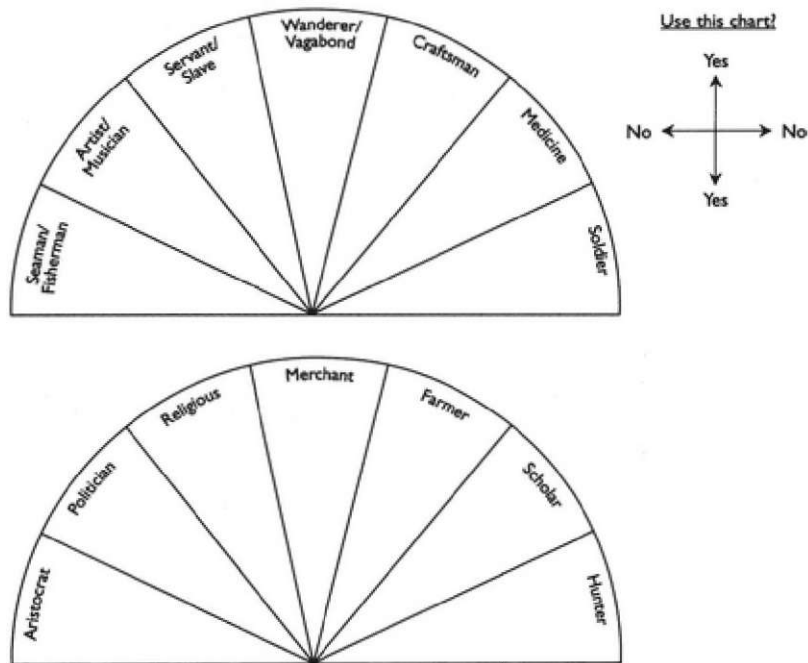 Seaman/
Fisherman
Artist/
Musician
Servant/
Slave
Wanderer/
Vagabond
Craftsman
Medicine
Soldier
Use this chart?
Yes
No
No
Yes
Aristocrat
Politician
Religious
Merchant
Farmer
Scholar
Hunter